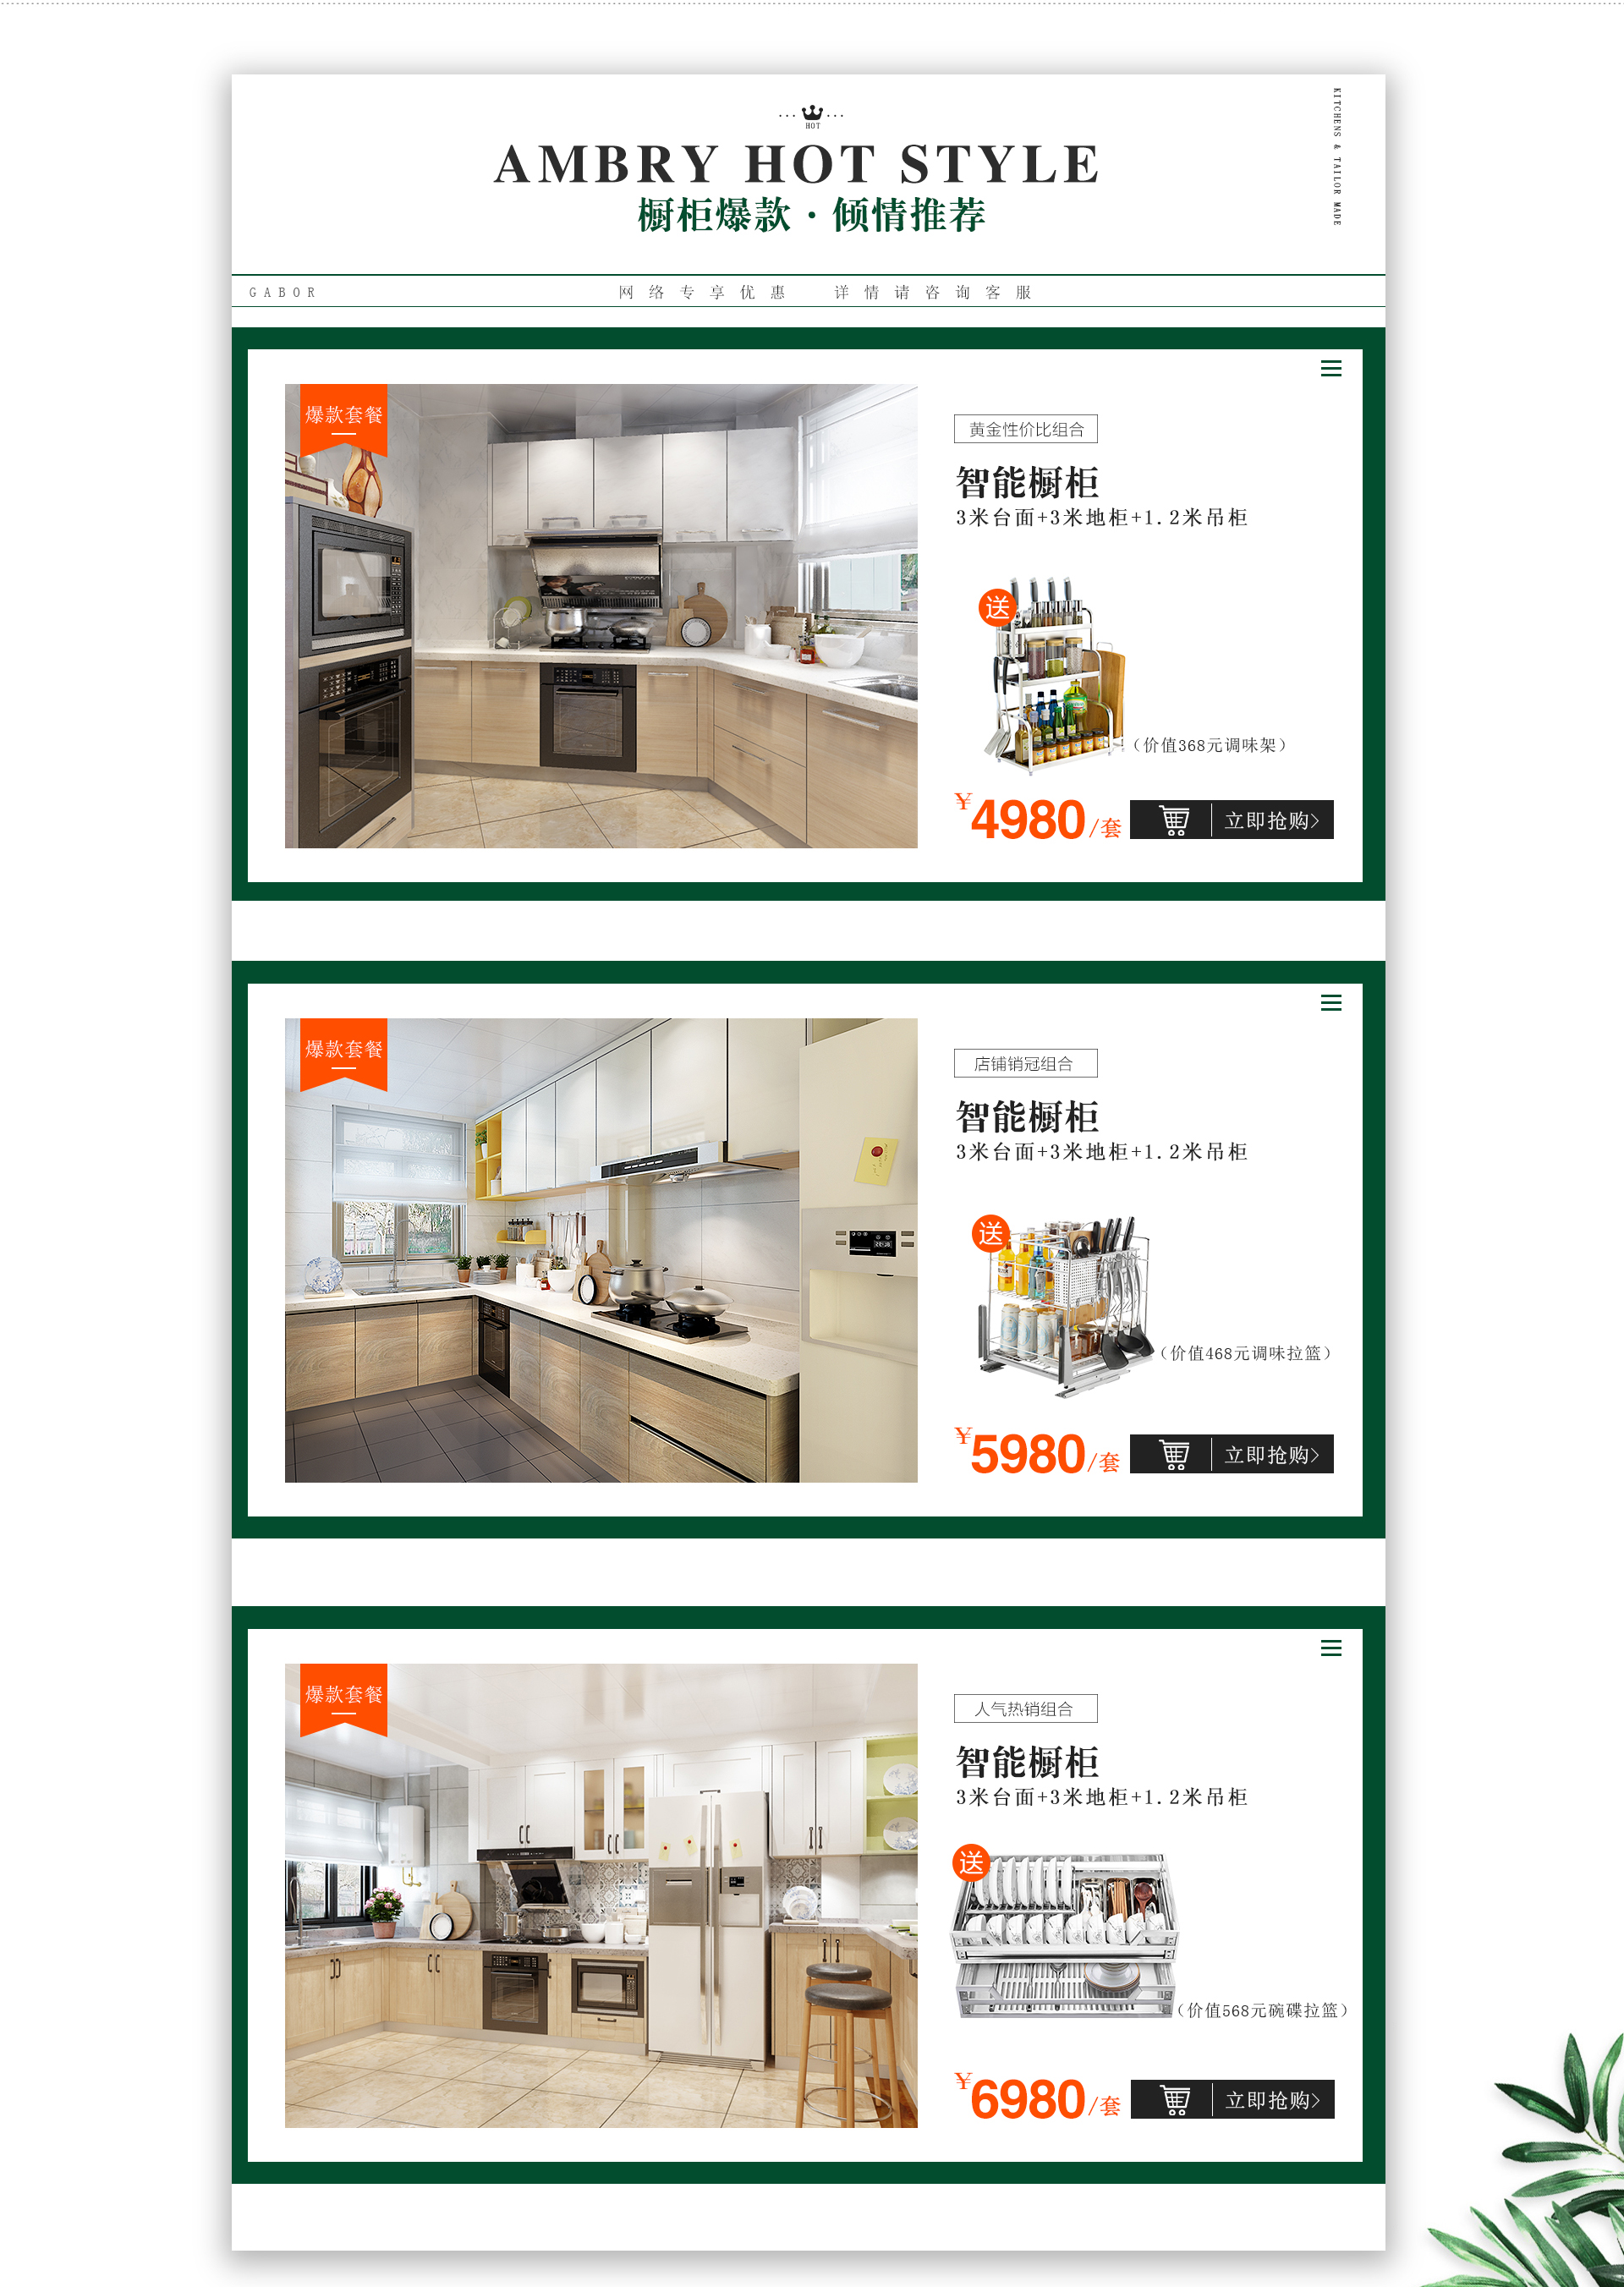 HOT
AMBRY HOT STYLE
橱柜爆款·倾情推荐
KITCHENS & TAILOR MADE
GABOR
网络专享优惠 详情请咨询客服
爆款套餐
黄金性价比组合
智能橱柜
3米台面+3米地柜+1.2米吊柜
送
（价值368元调味架）
¥4980/套
立即抢购>
爆款套餐
店铺销冠组合
智能橱柜
3米台面+3米地柜+1.2米吊柜
送
（价值468元调味拉篮）
¥5980/套
立即抢购>
爆款套餐
人气热销组合
智能橱柜
3米台面+3米地柜+1.2米吊柜
送
（价值568元碗碟拉篮）
¥6980/套
立即抢购>